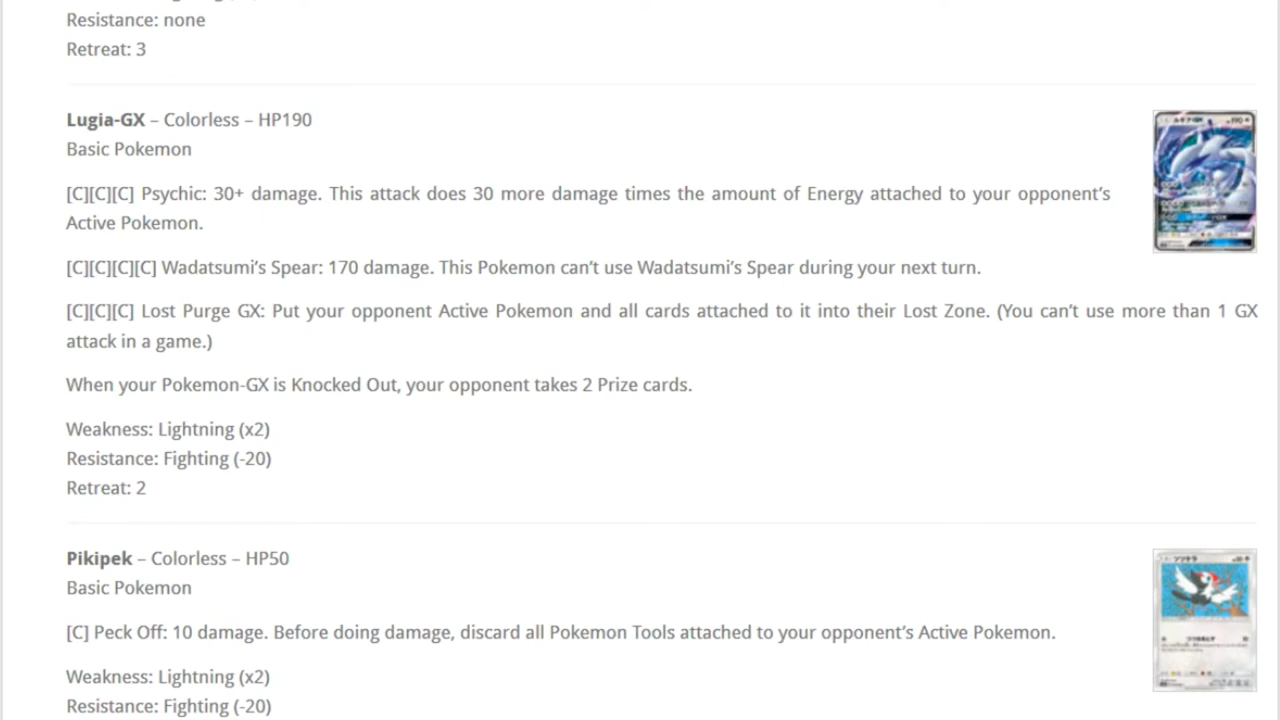 Resistance: none
Retreat: 3
Lugia-GX – Colorless – HP190
Basic Pokemon
[C][C][C] Psychic: 30+ damage. This attack does 30 more damage times the amount of Energy attached to your opponent’s
Active Pokemon.
[C][C][C][C] Wadatsumi’s Spear: 170 damage. This Pokemon can’t use Wadatsumi’s Spear during your next turn.
[C][C][C] Lost Purge GX: Put your opponent Active Pokemon and all cards attached to it into their Lost Zone. (You can’t use more than 1 GX
attack in a game.)
When your Pokemon-GX is Knocked Out, your opponent takes 2 Prize cards.
Weakness: Lightning (x2)
Resistance: Fighting (-20)
Retreat: 2
Pikipek – Colorless – HP50
Basic Pokemon
[C] Peck Off: 10 damage. Before doing damage, discard all Pokemon Tools attached to your opponent’s Active Pokemon.
Weakness: Lightning (x2)
Resistance: Fighting (-20)